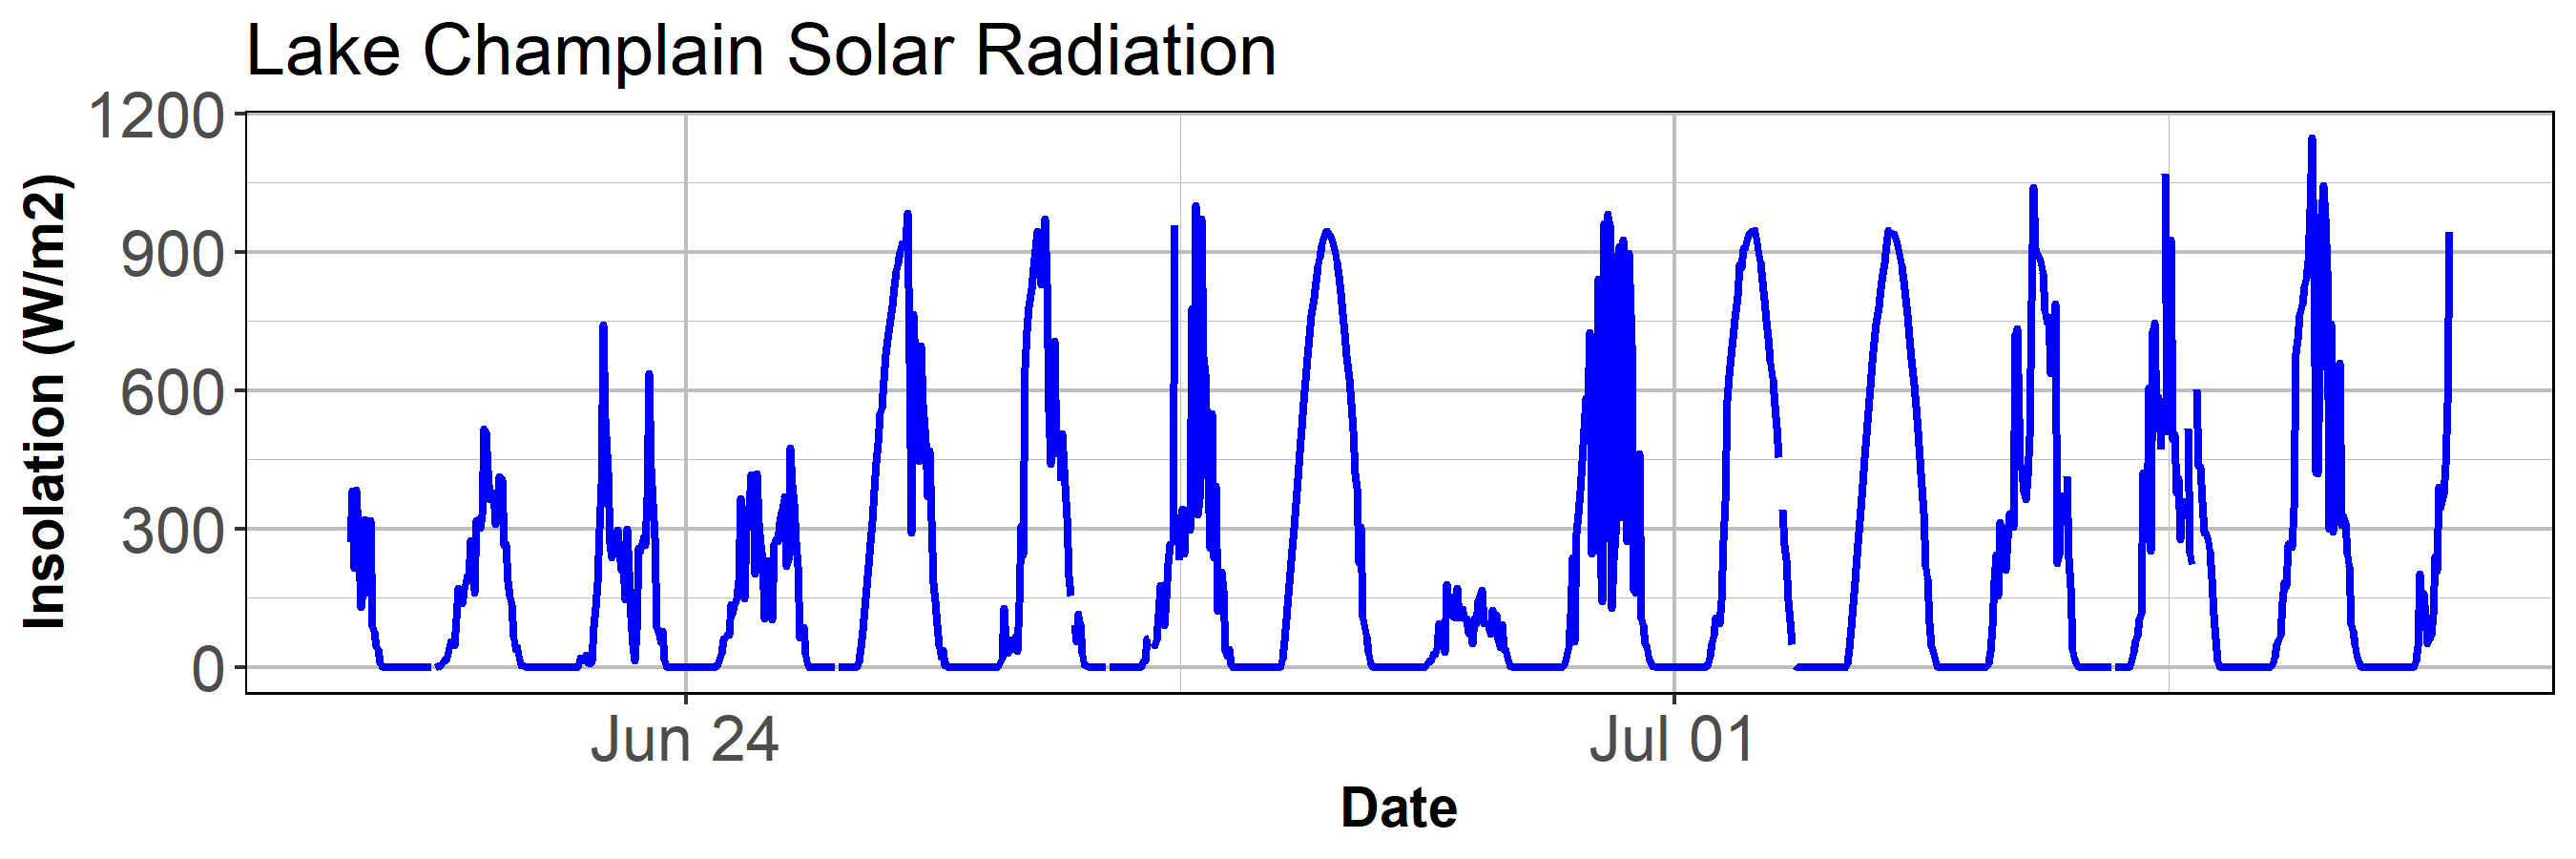 Lake Champlain Solar Radiation
1200
900
600
300
0
Insolation (W/m2)
Jun 24
Jul 01
Date